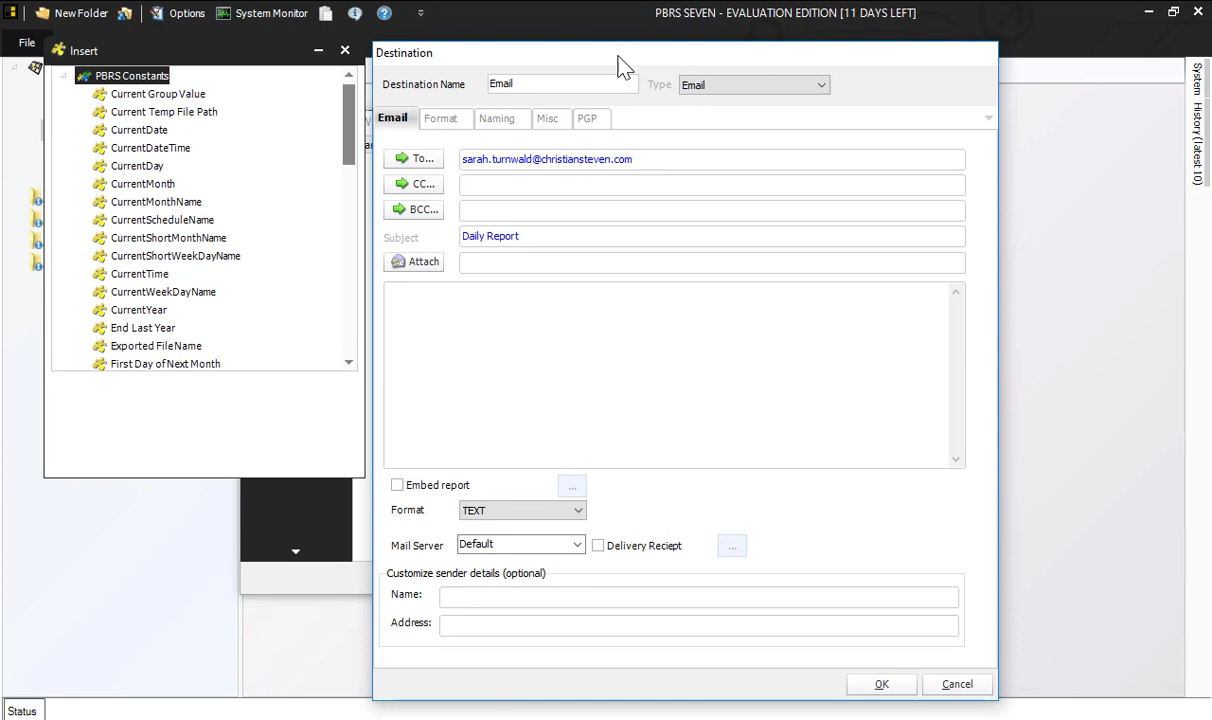 New Folder
Options
System Monitor
PBRS SEVEN - EVALUATION EDITION [11 DAYS LEFT]
File
Insert
PBRS Constants
Current Group Value
Current Temp File Path
CurrentDate
CurrentDateTime
CurrentDay
CurrentMonth
CurrentMonthName
CurrentScheduleName
CurrentShortMonthName
CurrentShortWeekDayName
CurrentTime
CurrentWeekDayName
CurrentYear
End Last Year
Exported FileName
First Day of Next Month
Destination
Destination Name Email Type Email
Email Format Naming Misc PGP
To... sarah.turnwald@christiansteven.com
CC...
BCC...
Subject Daily Report
Attach
Embed report ...
Format TEXT
Mail Server Default Delivery Reciept ...
Customize sender details (optional)
Name:
Address:
OK Cancel
System History (latest 10)
Status